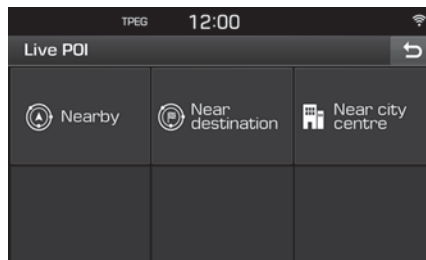 TPEG 12:00
Live POI
Nearby
Near
destination
Near city
centre